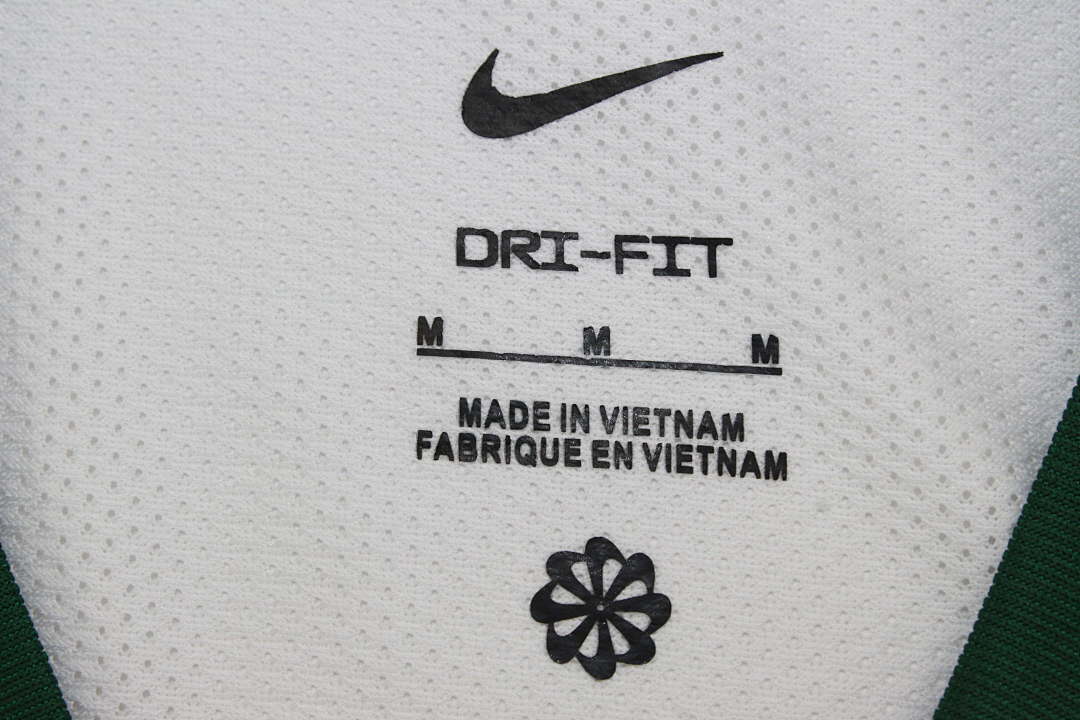 DRI-FIT
M M M
MADE IN VIETNAM
FABRIQUE EN VIETNAM